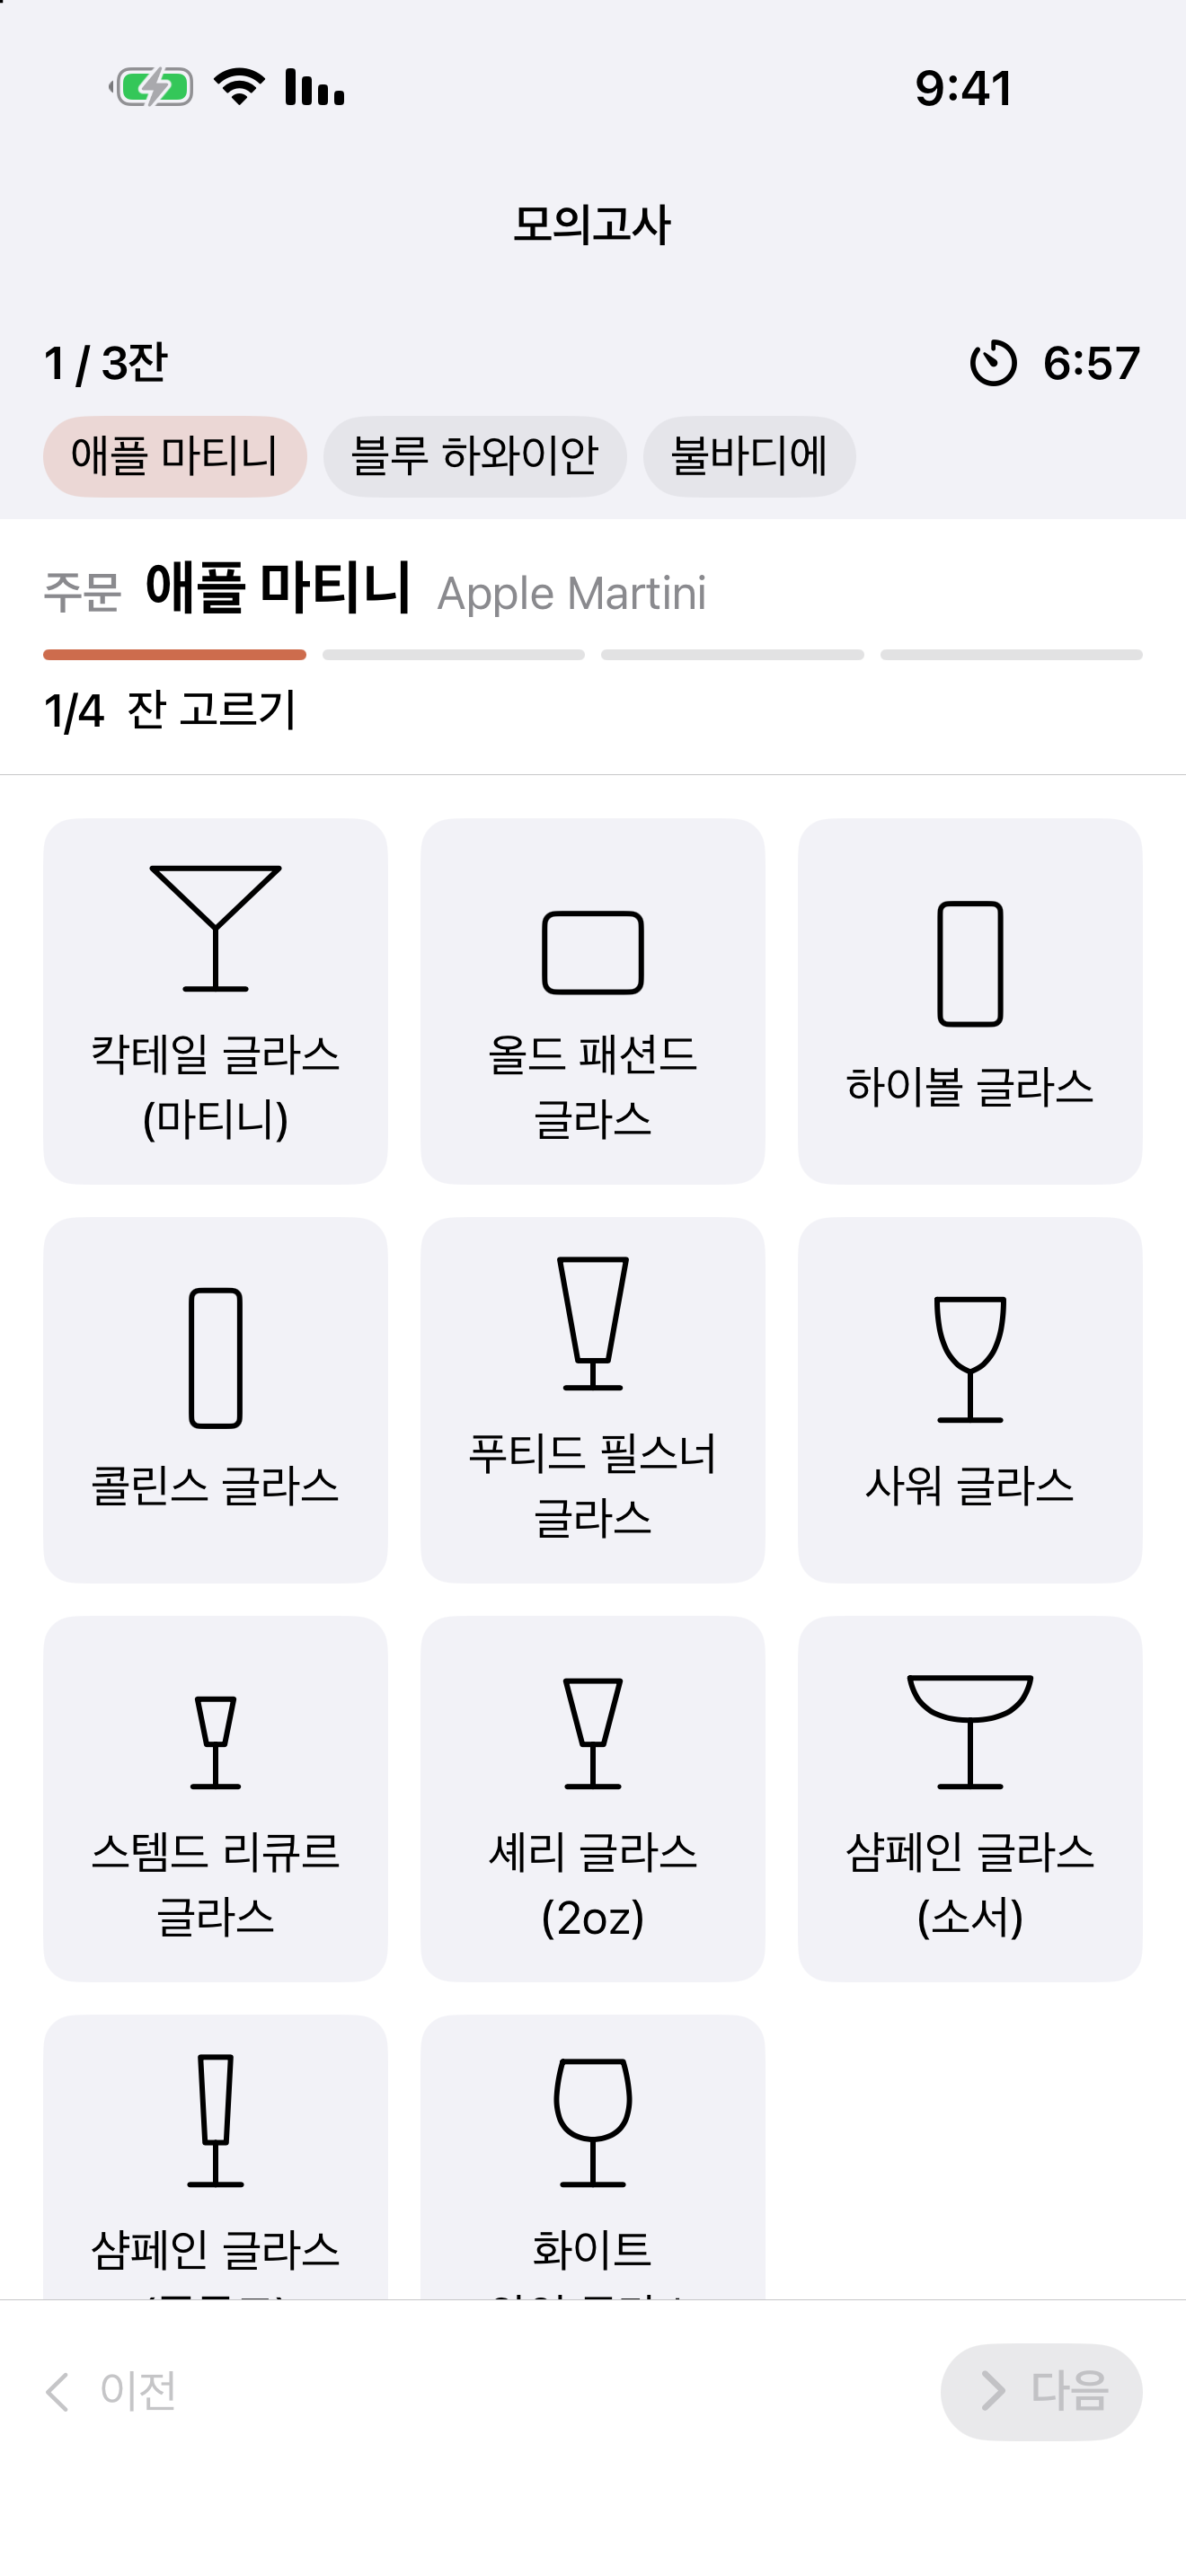 9:41
모의고사
1 / 3잔
6:57
애플 마티니
블루 하와이안
불바디에
주문 애플 마티니 Apple Martini
1/4 잔 고르기
칵테일 글라스
(마티니)
올드 패션드
글라스
하이볼 글라스
콜린스 글라스
푸티드 필스너
글라스
사워 글라스
스템드 리큐르
글라스
셰리 글라스
(2oz)
샴페인 글라스
(소서)
샴페인 글라스
화이트
이전
다음